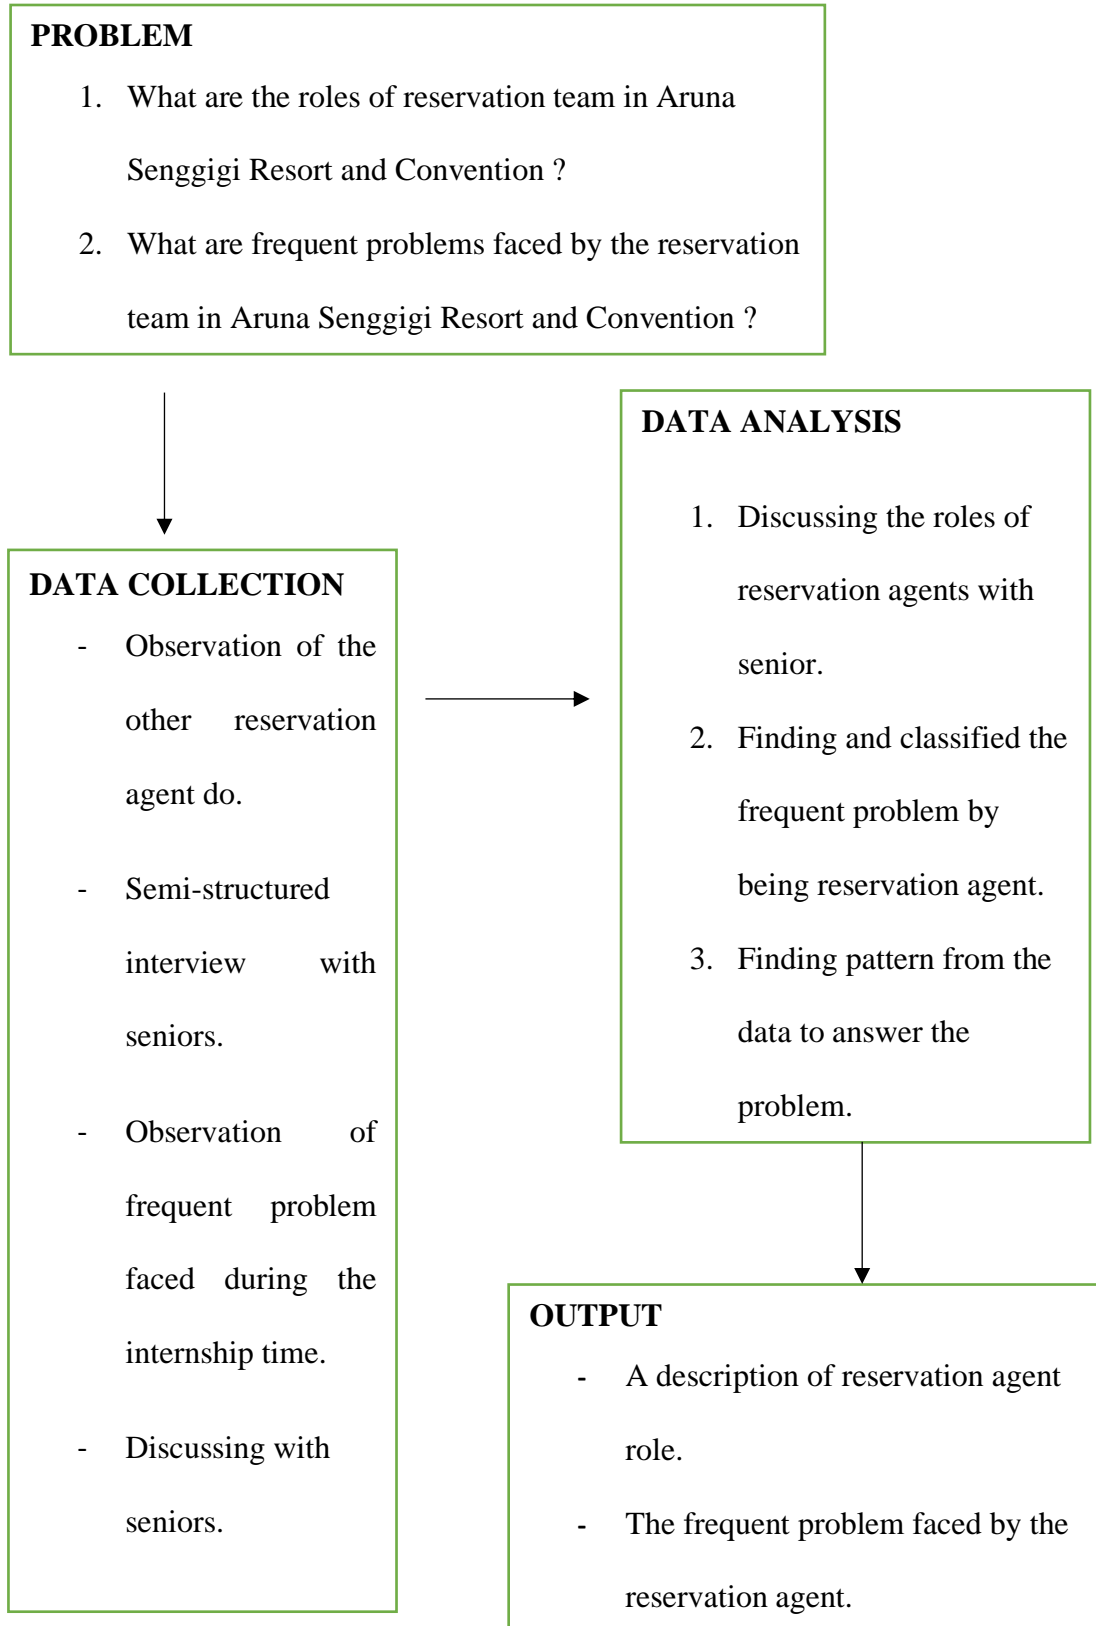 PROBLEM
1. What are the roles of reservation team in Aruna
Senggigi Resort and Convention ?
2. What are frequent problems faced by the reservation
team in Aruna Senggigi Resort and Convention ?
DATA COLLECTION
- Observation of the
other reservation
agent do.
- Semi-structured
interview with
seniors.
- Observation of
frequent problem
faced during the
internship time.
- Discussing with
seniors.
DATA ANALYSIS
1. Discussing the roles of
reservation agents with
senior.
2. Finding and classified the
frequent problem by
being reservation agent.
3. Finding pattern from the
data to answer the
problem.
OUTPUT
- A description of reservation agent
role.
- The frequent problem faced by the
reservation agent.